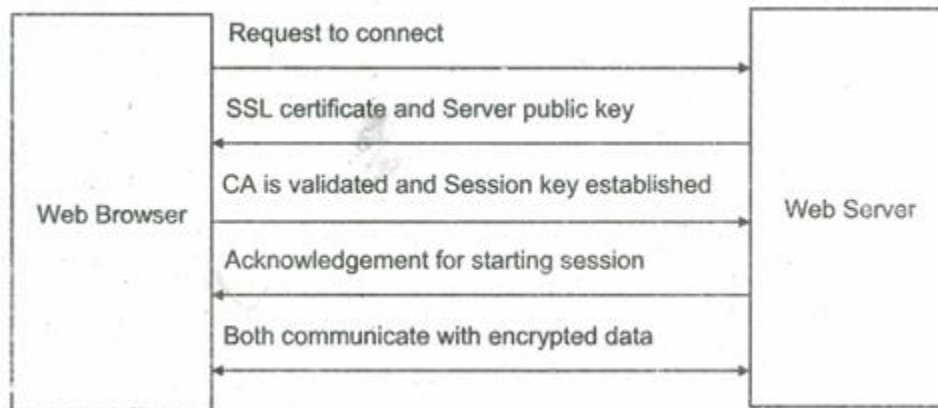 Request to connect
SSL certificate and Server public key
CA is validated and Session key established
Web Browser
Web Server
Acknowledgement for starting session
Both communicate with encrypted data